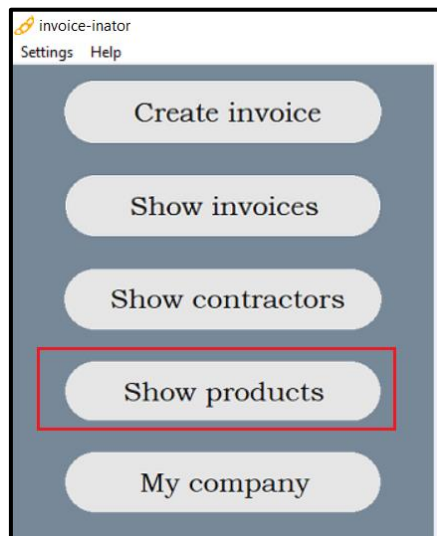 invoice-inator
Settings Help
Create invoice
Show invoices
Show contractors
Show products
My company